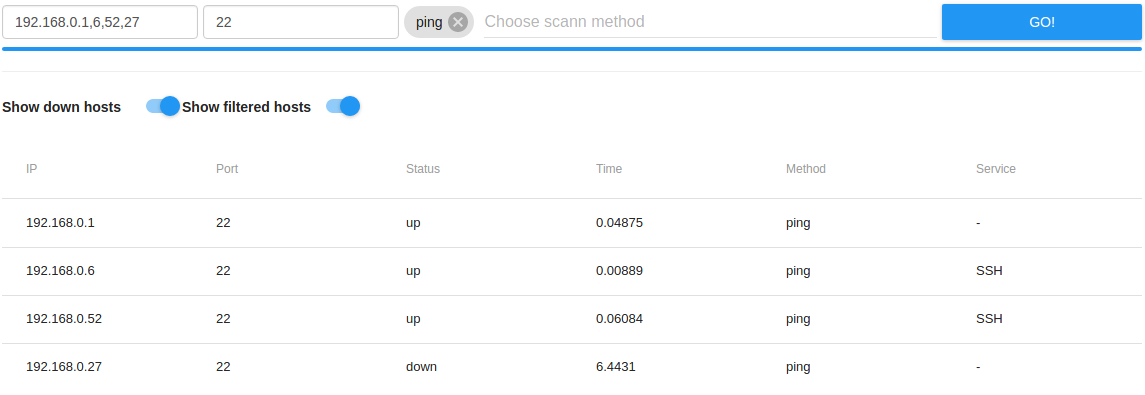 192.168.0.1,6,52,27 22 ping Choose scann method GO!
Show down hosts Show filtered hosts
IP Port Status Time Method Service
192.168.0.1 22 up 0.04875 ping -
192.168.0.6 22 up 0.00889 ping SSH
192.168.0.52 22 up 0.06084 ping SSH
192.168.0.27 22 down 6.4431 ping -